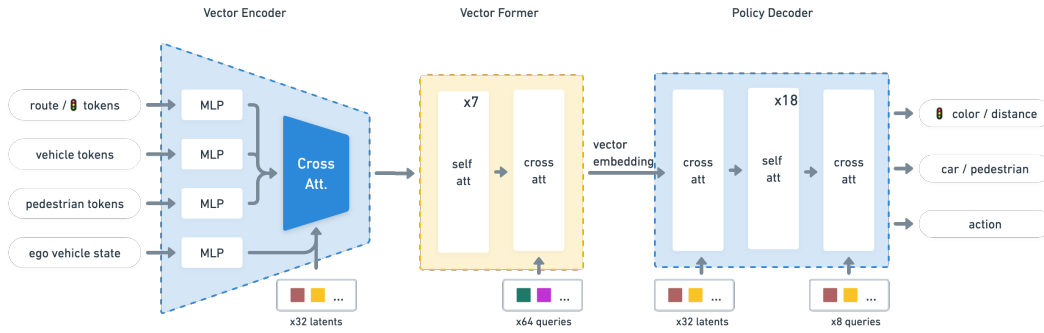 Vector Encoder
Vector Former
Policy Decoder
route / tokens
vehicle tokens
pedestrian tokens
ego vehicle state
MLP
MLP
MLP
MLP
Cross
Att.
x32 latents
...
x7
self
att
cross
att
...
x64 queries
vector
embedding
cross
att
x18
self
att
cross
att
...
x32 latents
...
x8 queries
color / distance
car / pedestrian
action